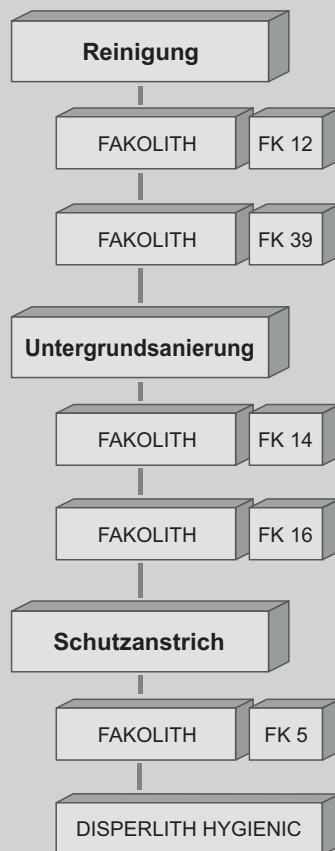 Reinigung
FAKOLITH FK 12
FAKOLITH FK 39
Untergrundsanierung
FAKOLITH FK 14
FAKOLITH FK 16
Schutzanstrich
FAKOLITH FK 5
DISPERLITH HYGIENIC